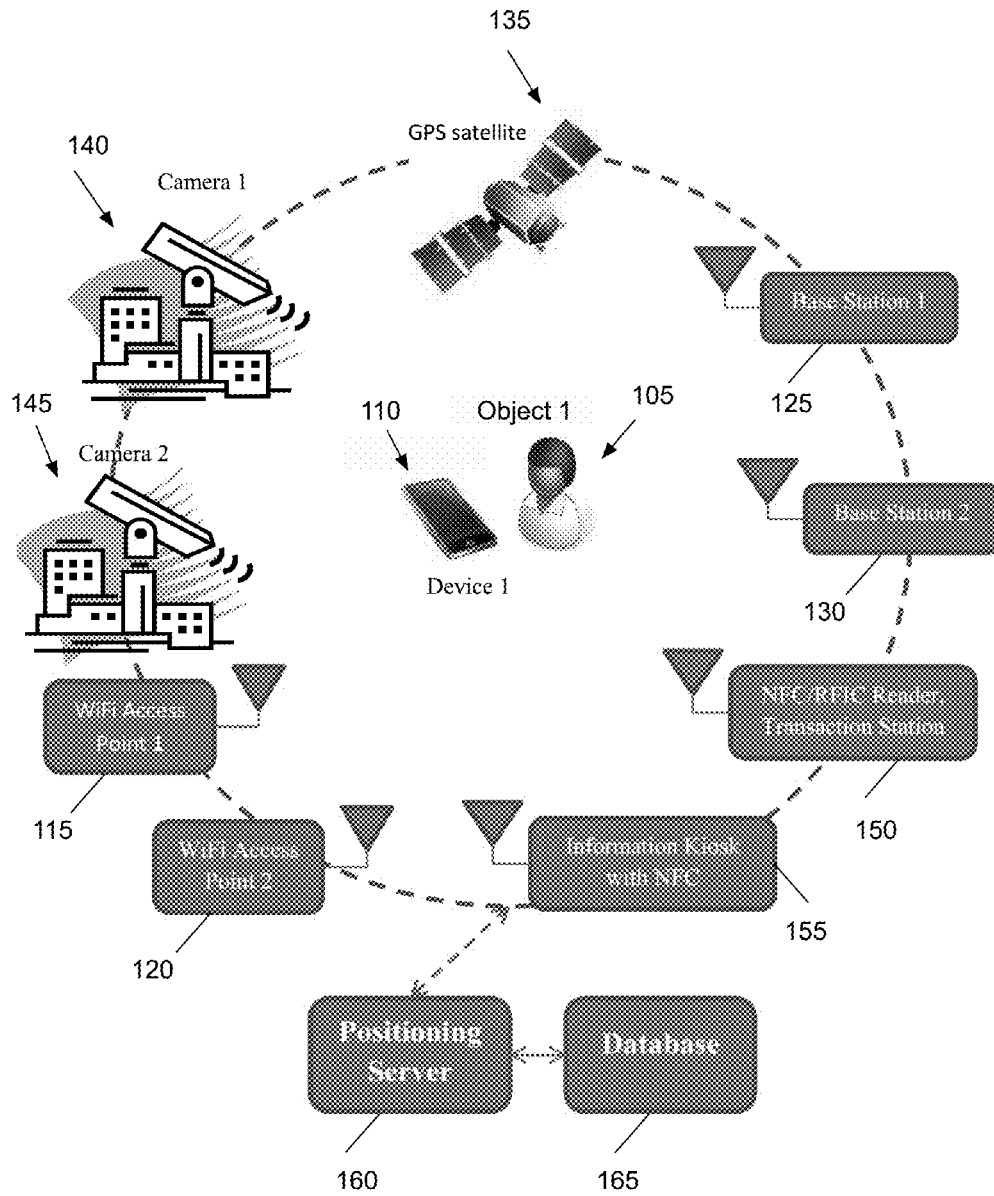 135
GPS satellite
140
Camera 1
Base Station 1
125
145
Camera 2
110
Object 1
105
Device 1
Base Station 2
130
WiFi Access
Point 1
115
NFC/RFIC Reader,
Transaction Station
150
WiFi Access
Point 2
120
Information Kiosk
with NFC
155
Positioning
Server
160
Database
165